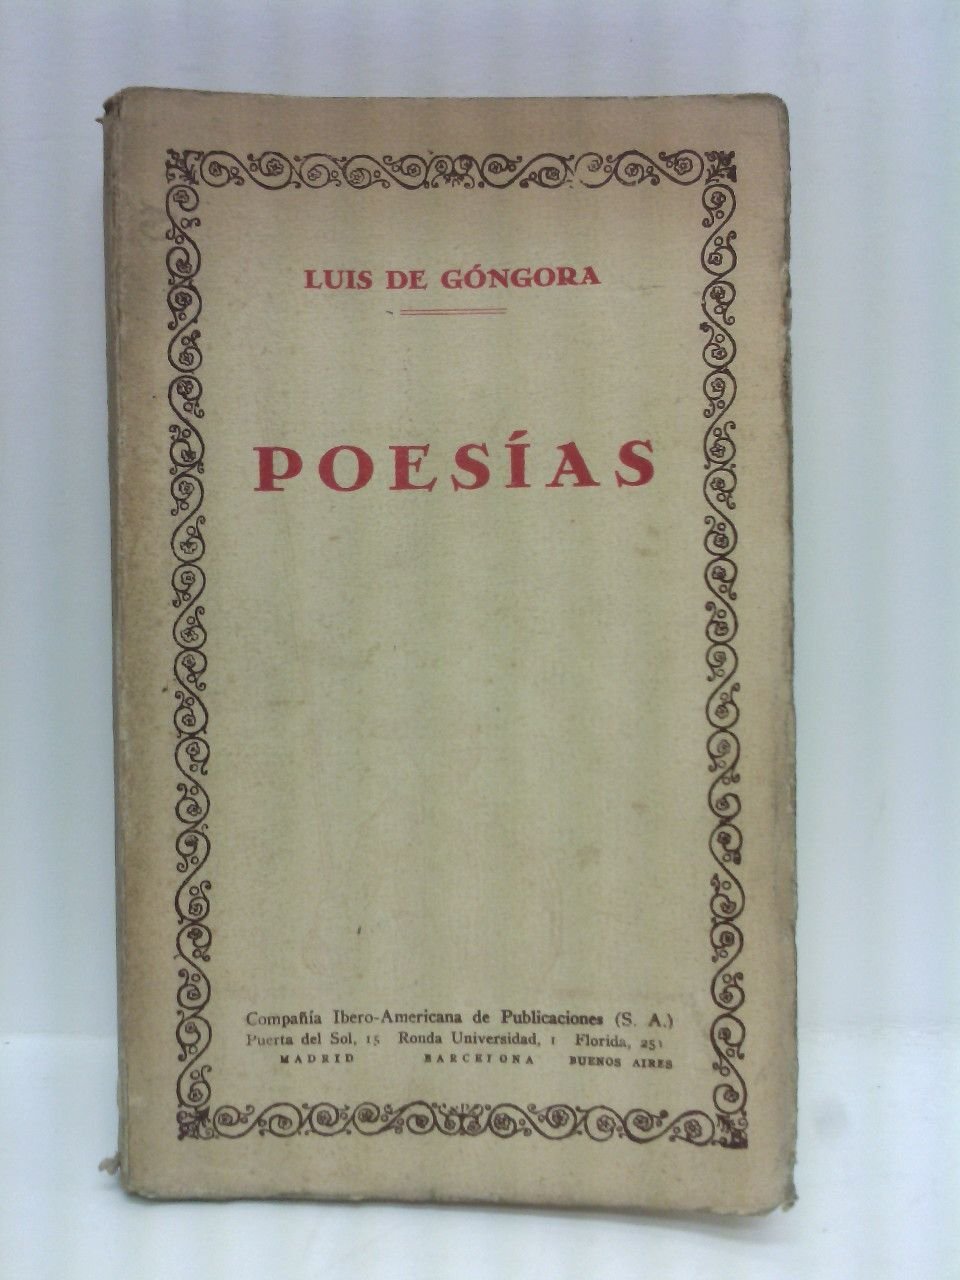 LUIS DE GÓNGORA
POESÍAS
Compañía Ibero-Americana de Publicaciones (S. A.)
Puerta del Sol, 15 Ronda Universidad, 1 Florida, 251
MADRID BARCELONA BUENOS AIRES